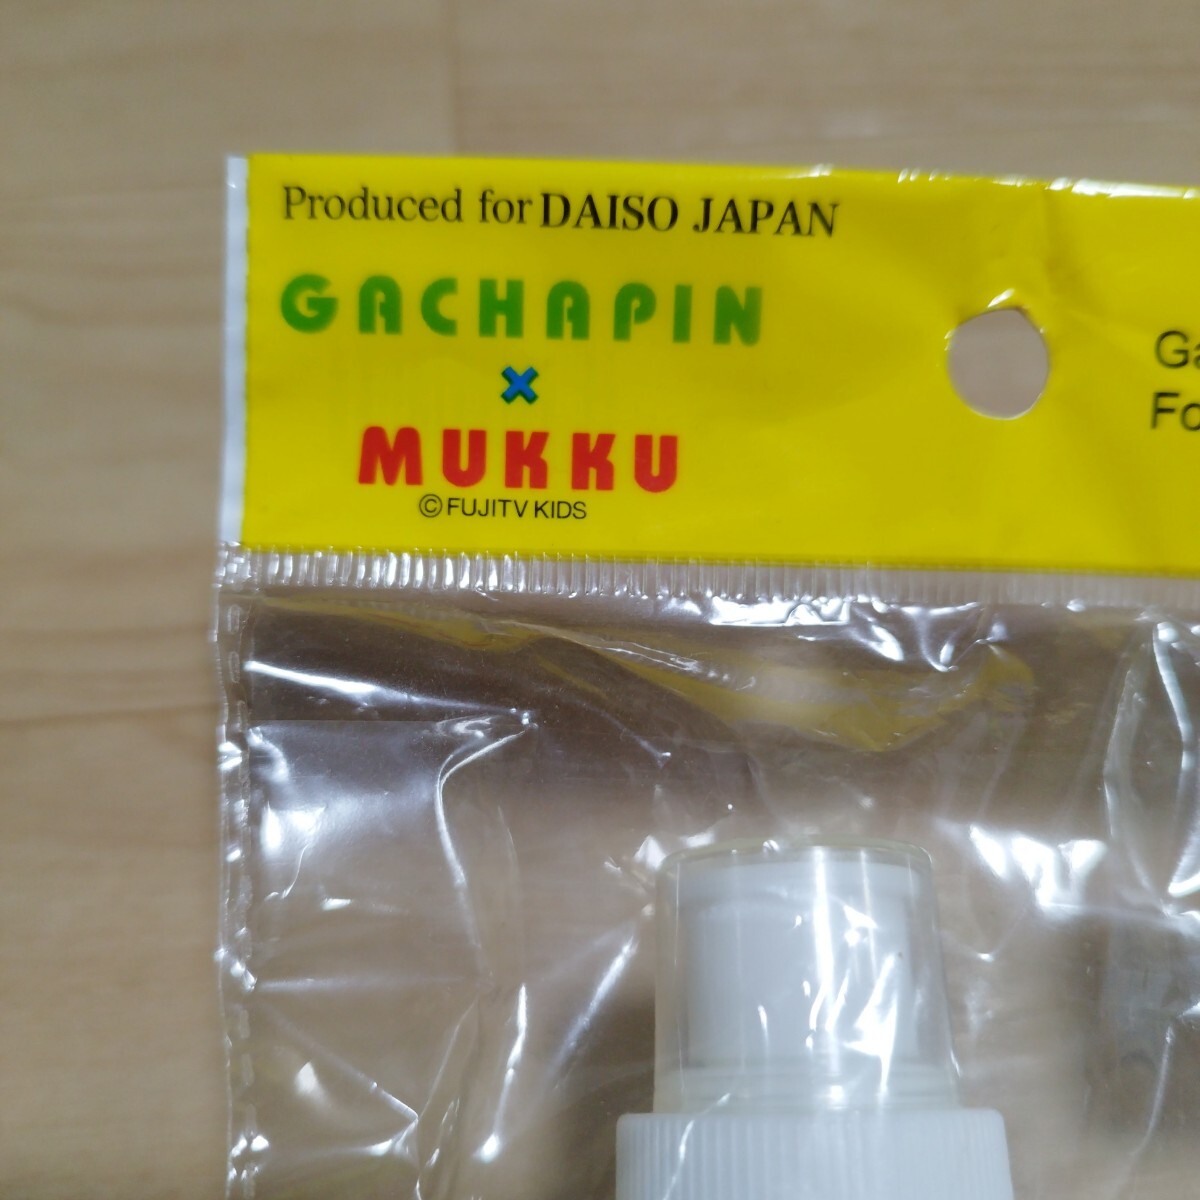 Produced for DAISO JAPAN
GACHAPIN
×
MUKKU
©FUJITV KIDS